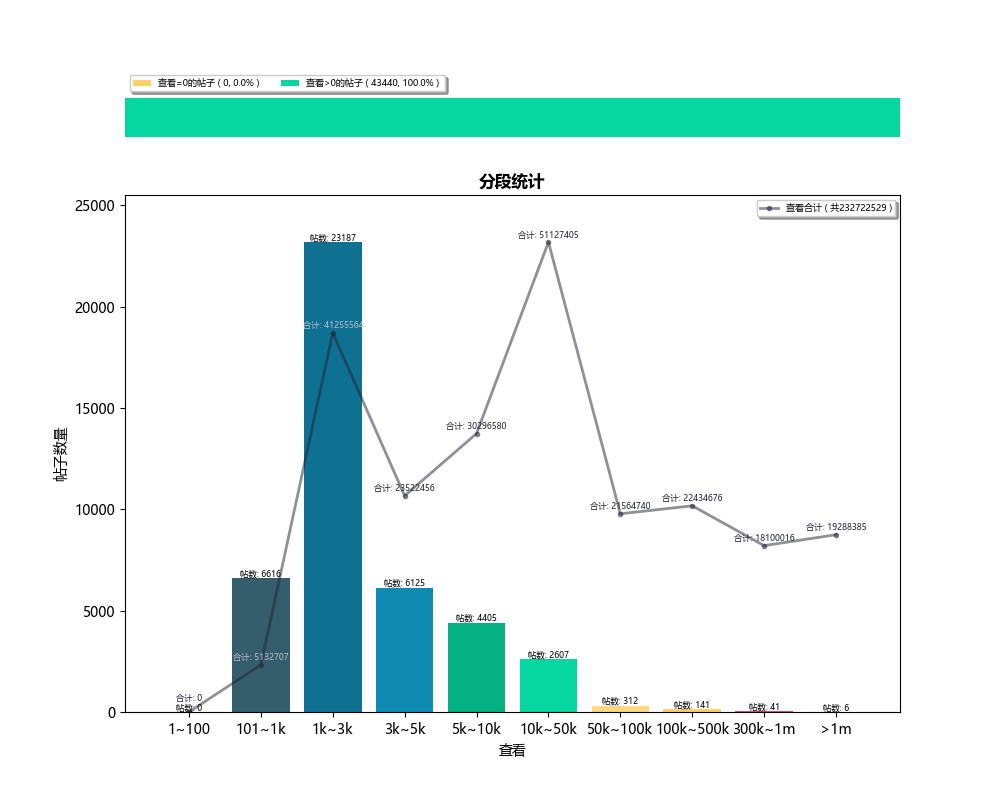 查看=0的帖子 ( 0, 0.0% ) 查看>0的帖子 ( 43440, 100.0% )
分段统计
查看合计 ( 共232722529 )
帖子数量
25000
20000
15000
10000
5000
0
合计: 0
合计: 5132707
合计: 41255564
合计: 23522456
合计: 30296580
合计: 51127405
合计: 21564740
合计: 22434676
合计: 18100016
合计: 19288385
帖数: 0
帖数: 6616
帖数: 23187
帖数: 6125
帖数: 4405
帖数: 2607
帖数: 312
帖数: 141
帖数: 41
帖数: 6
1~100 101~1k 1k~3k 3k~5k 5k~10k 10k~50k 50k~100k 100k~500k 300k~1m >1m
查看